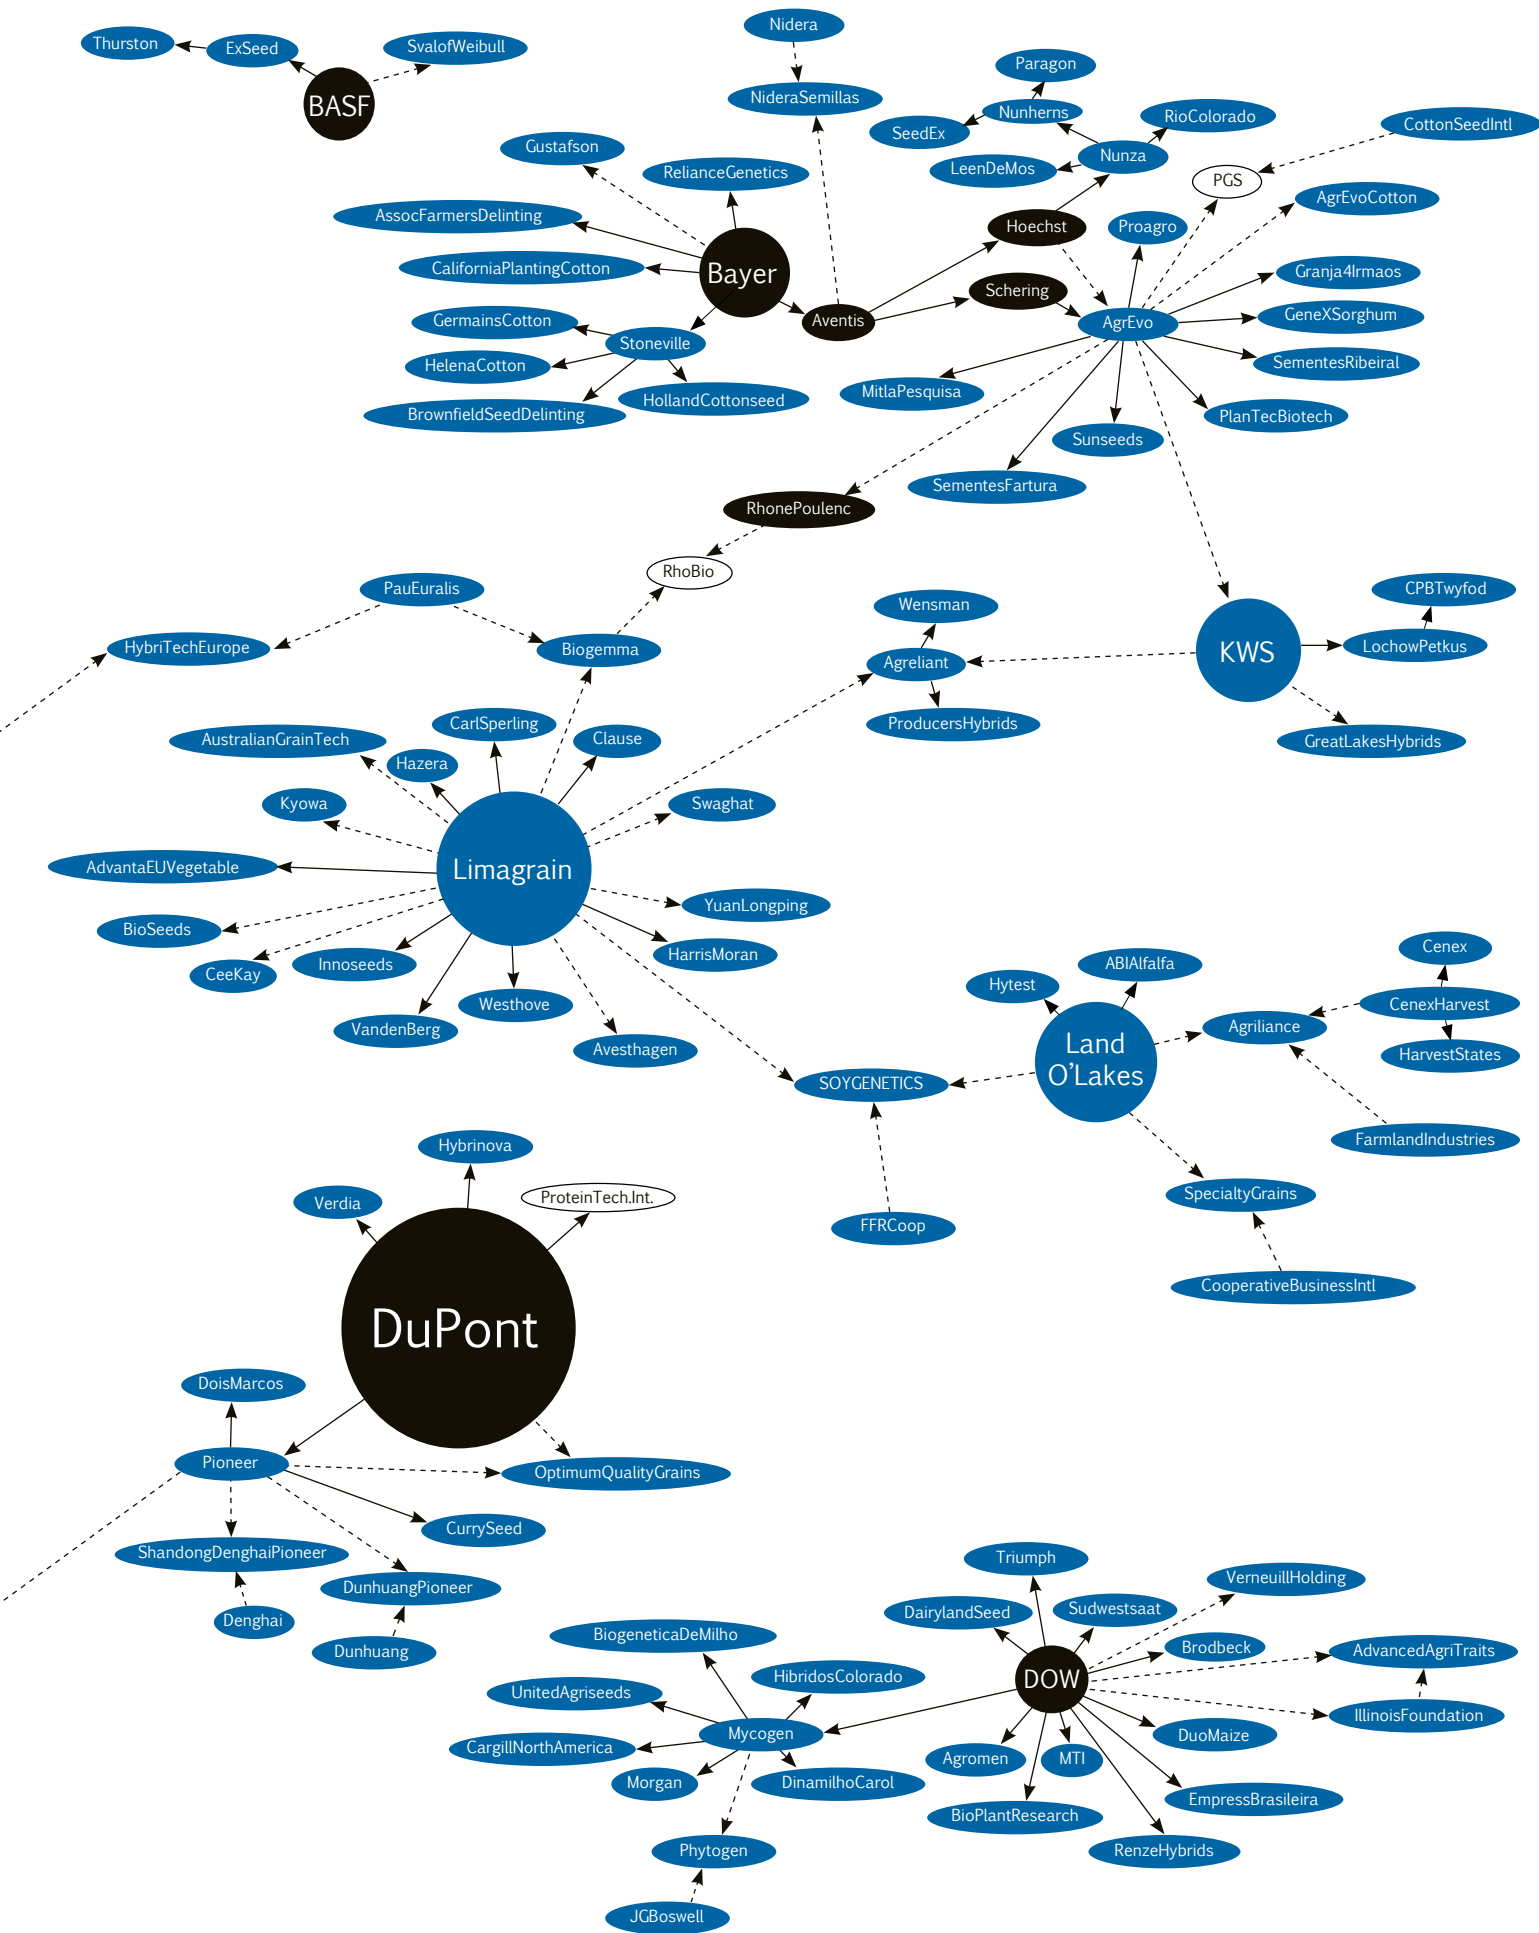 Nidera
Thurston
ExSeed
SvalofWeibull
BASF
NideraSemillas
Paragon
Nunherns
SeedEx
RioColorado
CottonSeedIntl
Gustafson
Nunza
LeenDeMos
RelianceGenetics
PGS
AgrEvoCotton
AssocFarmersDelinting
Hoechst
Proagro
CaliforniaPlantingCotton
Bayer
Granja4Irmaos
Schering
GermainsCotton
Aventis
AgrEvo
GeneXSorghum
Stoneville
HelenaCotton
SementesRibeiral
MitlaPesquisa
HollandCottonseed
BrownfieldSeedDelinting
PlanTecBiotech
Sunseeds
SementesFartura
RhonePoulenc
RhoBio
PauEuralis
CPBTwyfod
Wensman
HybriTechEurope
Biogemma
KWS
LochowPetkus
Agreliant
CarlSperling
ProducersHybrids
AustralianGrainTech
Clause
GreatLakesHybrids
Hazera
Kyowa
Swaghat
AdvantaEUVegetable
Limagrain
YuanLongping
BioSeeds
HarrisMoran
Cenex
CeeKay
Innoseeds
ABIAlfalfa
Hytest
Westhove
CenexHarvest
VandenBerg
Agriliance
Avesthagen
Land
O'Lakes
HarvestStates
SOYGENETICS
Hybrinova
FarmlandIndustries
Verdia
ProteinTech.Int.
SpecialtyGrains
FFRCoop
CooperativeBusinessIntl
DuPont
DoisMarcos
Pioneer
OptimumQualityGrains
CurrySeed
ShandongDenghaiPioneer
Triumph
DunhuangPioneer
VerneuillHolding
Denghai
DairylandSeed
Sudwestsaat
BiogeneticaDeMilho
Dunhuang
Brodbeck
AdvancedAgriTraits
HibridosColorado
DOW
UnitedAgriseeds
IllinoisFoundation
Mycogen
DuoMaize
CargillNorthAmerica
Agromen
MTI
Morgan
DinamilhoCarol
EmpressBrasileira
BioPlantResearch
Phytogen
RenzeHybrids
JGBoswell